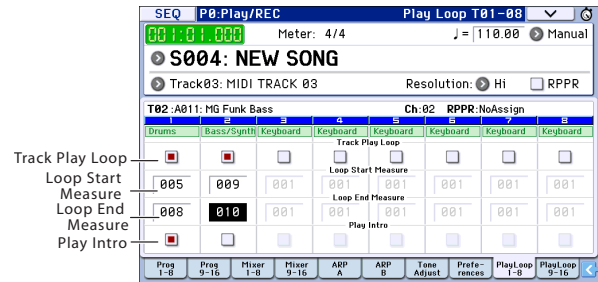 SEQ P0:Play/REC Play Loop T01-08
001:01.000 Meter: 4/4 ♩= 110.00 Manual
S004: NEW SONG
Track03: MIDI TRACK 03 Resolution: Hi RPPR
T02:A011: MG Funk Bass Ch:02 RPPR:NoAssign
1 2 3 4 5 6 7 8
Drums Bass/Synth Keyboard Keyboard Keyboard Keyboard Keyboard Keyboard
Track Play Loop
Track Play Loop
Loop Start Measure
Loop Start
Measure
005 009 001 001 001 001 001 001
Loop End Measure
Loop End
Measure
008 010 001 001 001 001 001 001
Play Intro
Play Intro
Prog 1-8 Prog 9-16 Mixer 1-8 Mixer 9-16 ARP A ARP B Tone Adjust Prefe-rences PlayLoop 1-8 PlayLoop 9-16